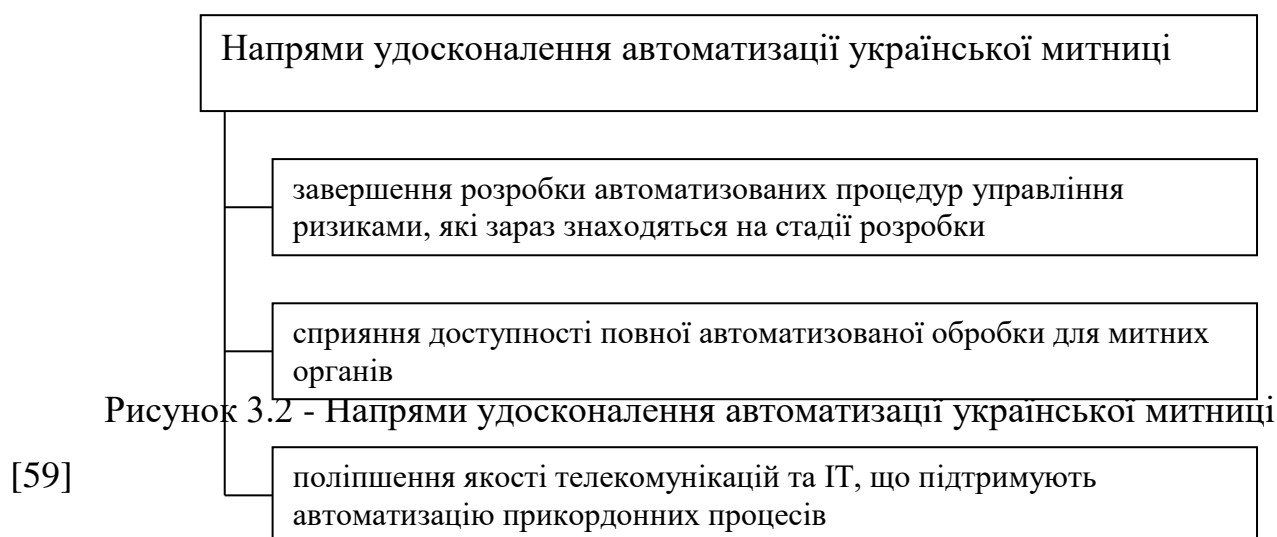 Напрями удосконалення автоматизації української митниці
завершення розробки автоматизованих процедур управління
ризиками, які зараз знаходяться на стадії розробки
сприяння доступності повної автоматизованої обробки для митних
органів
Рисунок 3.2 - Напрями удосконалення автоматизації української митниці
[59]
поліпшення якості телекомунікацій та ІТ, що підтримують
автоматизацію прикордонних процесів